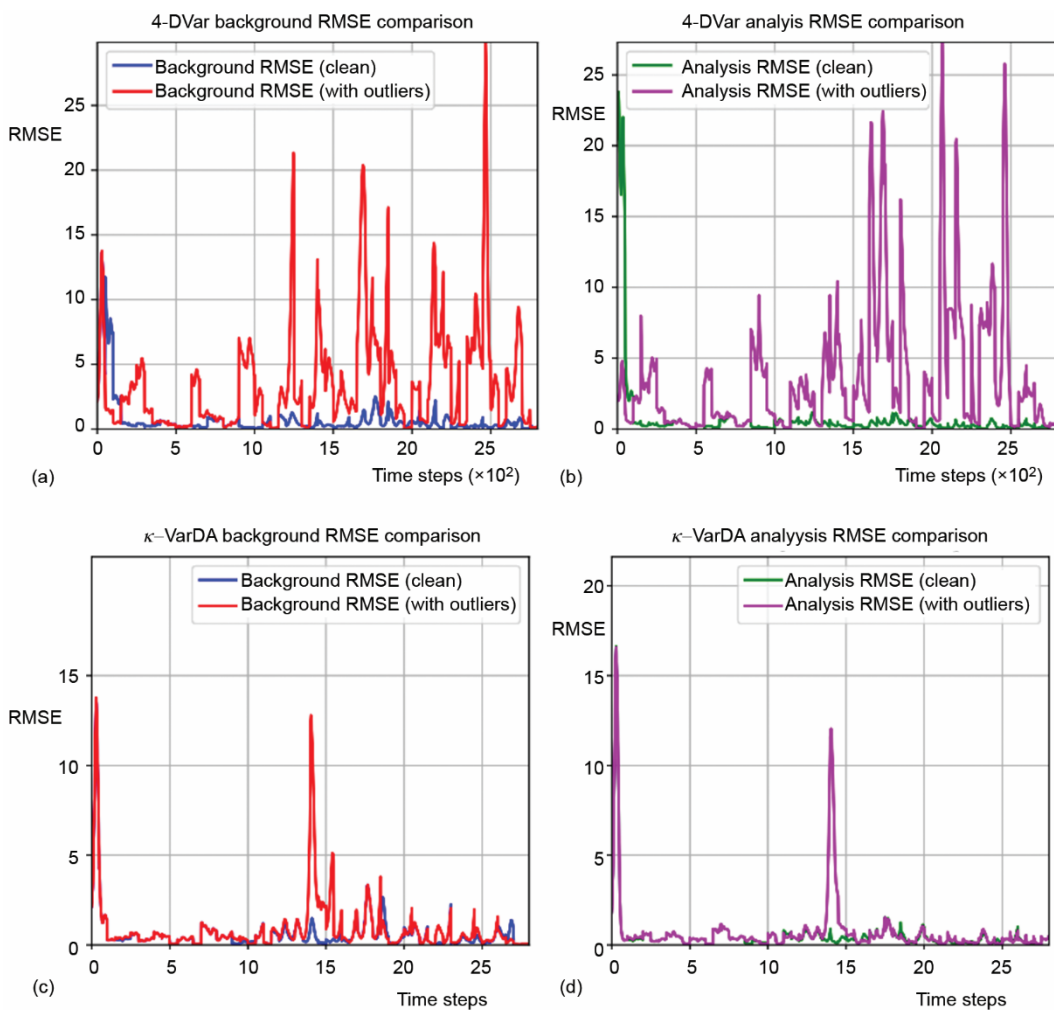 4-DVar background RMSE comparison
Background RMSE (clean)
Background RMSE (with outliers)
RMSE
25
20
15
10
5
0
0 5 10 15 20 25
Time steps (×10²)
(a)
4-DVar analyis RMSE comparison
Analysis RMSE (clean)
Analysis RMSE (with outliers)
25
RMSE
20
15
10
5
0
0 5 10 15 20 25
Time steps (×10²)
(b)
κ–VarDA background RMSE comparison
Background RMSE (clean)
Background RMSE (with outliers)
15
RMSE
10
5
0
0 5 10 15 20 25
Time steps
(c)
κ–VarDA analyysis RMSE comparison
Analysis RMSE (clean)
Analysis RMSE (with outliers)
20
RMSE
15
10
5
0
0 5 10 15 20 25
Time steps
(d)